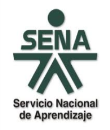 SENA
Servicio Nacional
de Aprendizaje